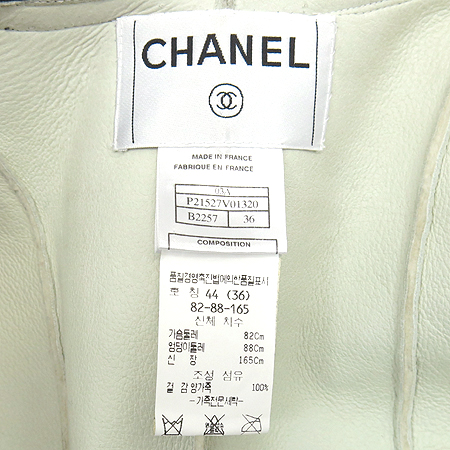 CHANEL
MADE IN FRANCE
FABRIQUE EN FRANCE
03A
P21527V01320
B2257 36
COMPOSITION
품질경영촉진법에의한품질표시
호 칭 44 (36)
82-88-165
신체 치수
가슴둘레 82Cm
엉덩이둘레 88Cm
신 장 165Cm
조성 섬유
겉 감 양가죽 100%
-가죽전문세탁-